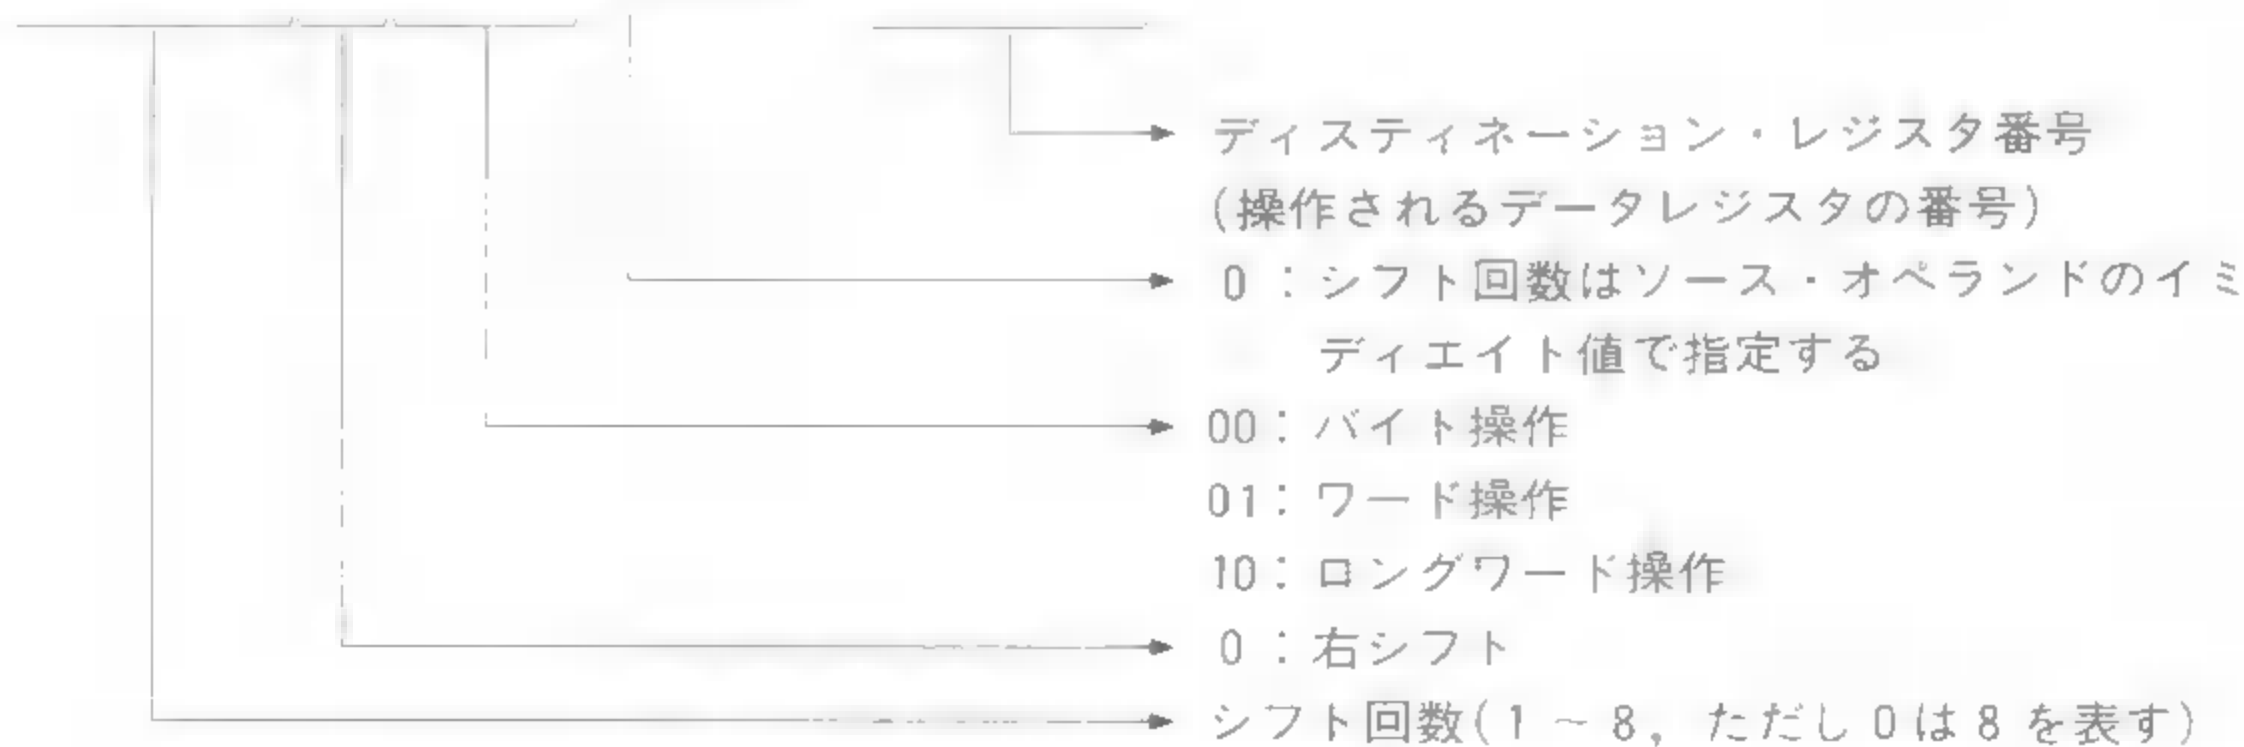 ディスティネーション・レジスタ番号
(操作されるデータレジスタの番号)
0：シフト回数はソース・オペランドのイミ
ディエイト値で指定する
00：バイト操作
01：ワード操作
10：ロングワード操作
0：右シフト
シフト回数(1～8，ただし0は8を表す)